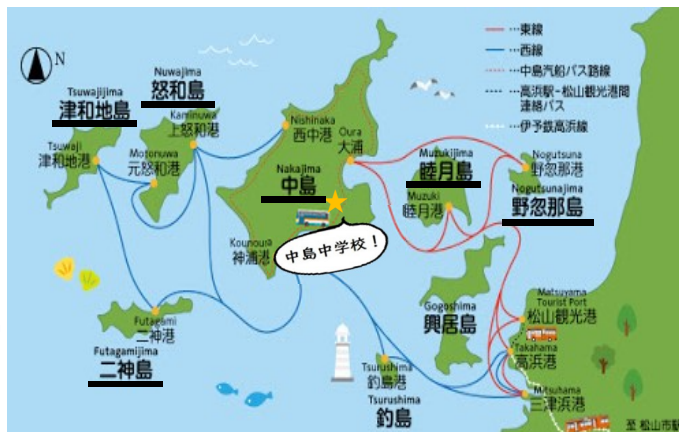 N
…東線
…西線
…中島汽船バス路線
…高浜駅-松山観光港間
連絡バス
…伊予鉄高浜線
Tsuwajijima
津和地島
Nuwajima
怒和島
Kaminuwa
上怒和港
Tsuwaji
津和地港
Motonuwa
元怒和港
Nishinaka
西中港
Oura
大浦
Nakajima
中島
中島中学校！
Kounoura
神浦港
Muzukijima
睦月島
Muzuki
睦月港
Nogutsuna
野忽那港
Nogutsunajima
野忽那島
Gogoshima
興居島
Matsuyama
Tourist Port
松山観光港
Takahama
高浜港
Mitsuhama
三津浜港
Futagami
二神港
Futagamijima
二神島
Tsurushima
釣島港
Tsurushima
釣島
至 松山市駅